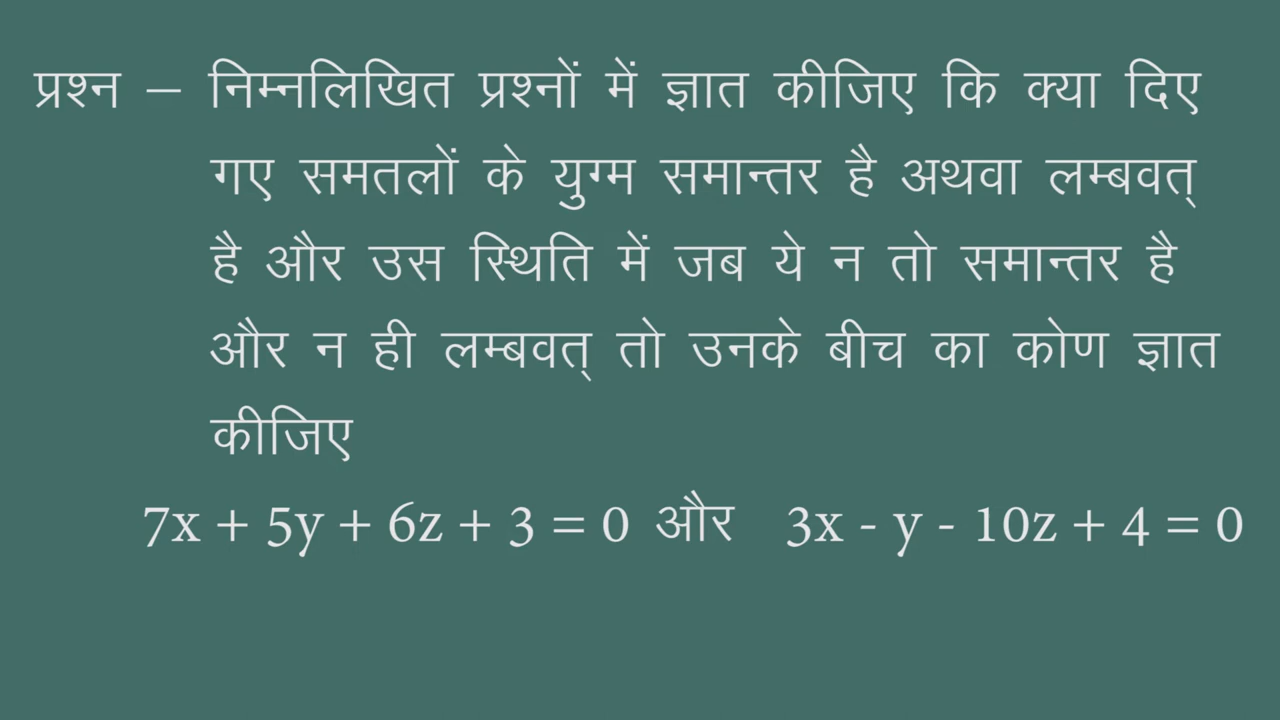 प्रश्न – निम्नलिखित प्रश्नों में ज्ञात कीजिए कि क्या दिए
गए समतलों के युग्म समान्तर है अथवा लम्बवत्
है और उस स्थिति में जब ये न तो समान्तर है
और न ही लम्बवत् तो उनके बीच का कोण ज्ञात
कीजिए
7x + 5y + 6z + 3 = 0 और 3x - y - 10z + 4 = 0